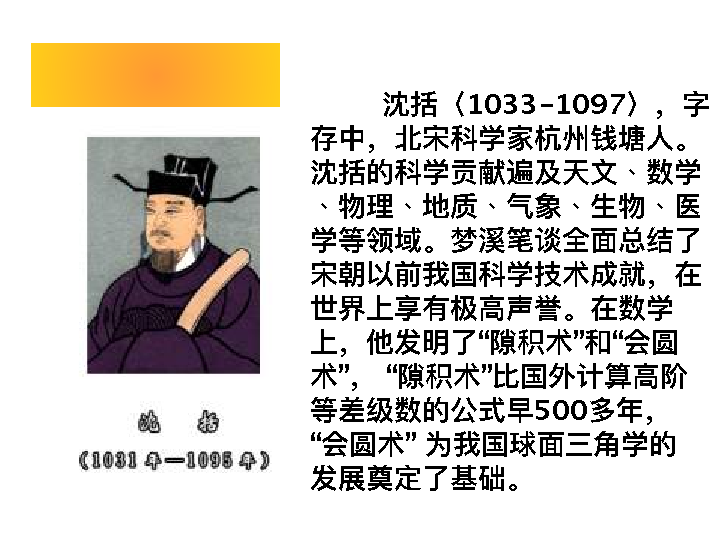 沈括〈1033–1097〉，字
存中，北宋科学家杭州钱塘人。
沈括的科学贡献遍及天文、数学
、物理、地质、气象、生物、医
学等领域。梦溪笔谈全面总结了
宋朝以前我国科学技术成就，在
世界上享有极高声誉。在数学
上，他发明了“隙积术”和“会圆
术”， “隙积术”比国外计算高阶
等差级数的公式早500多年，
“会圆术” 为我国球面三角学的
发展奠定了基础。
沈 括
（1031年—1095年）